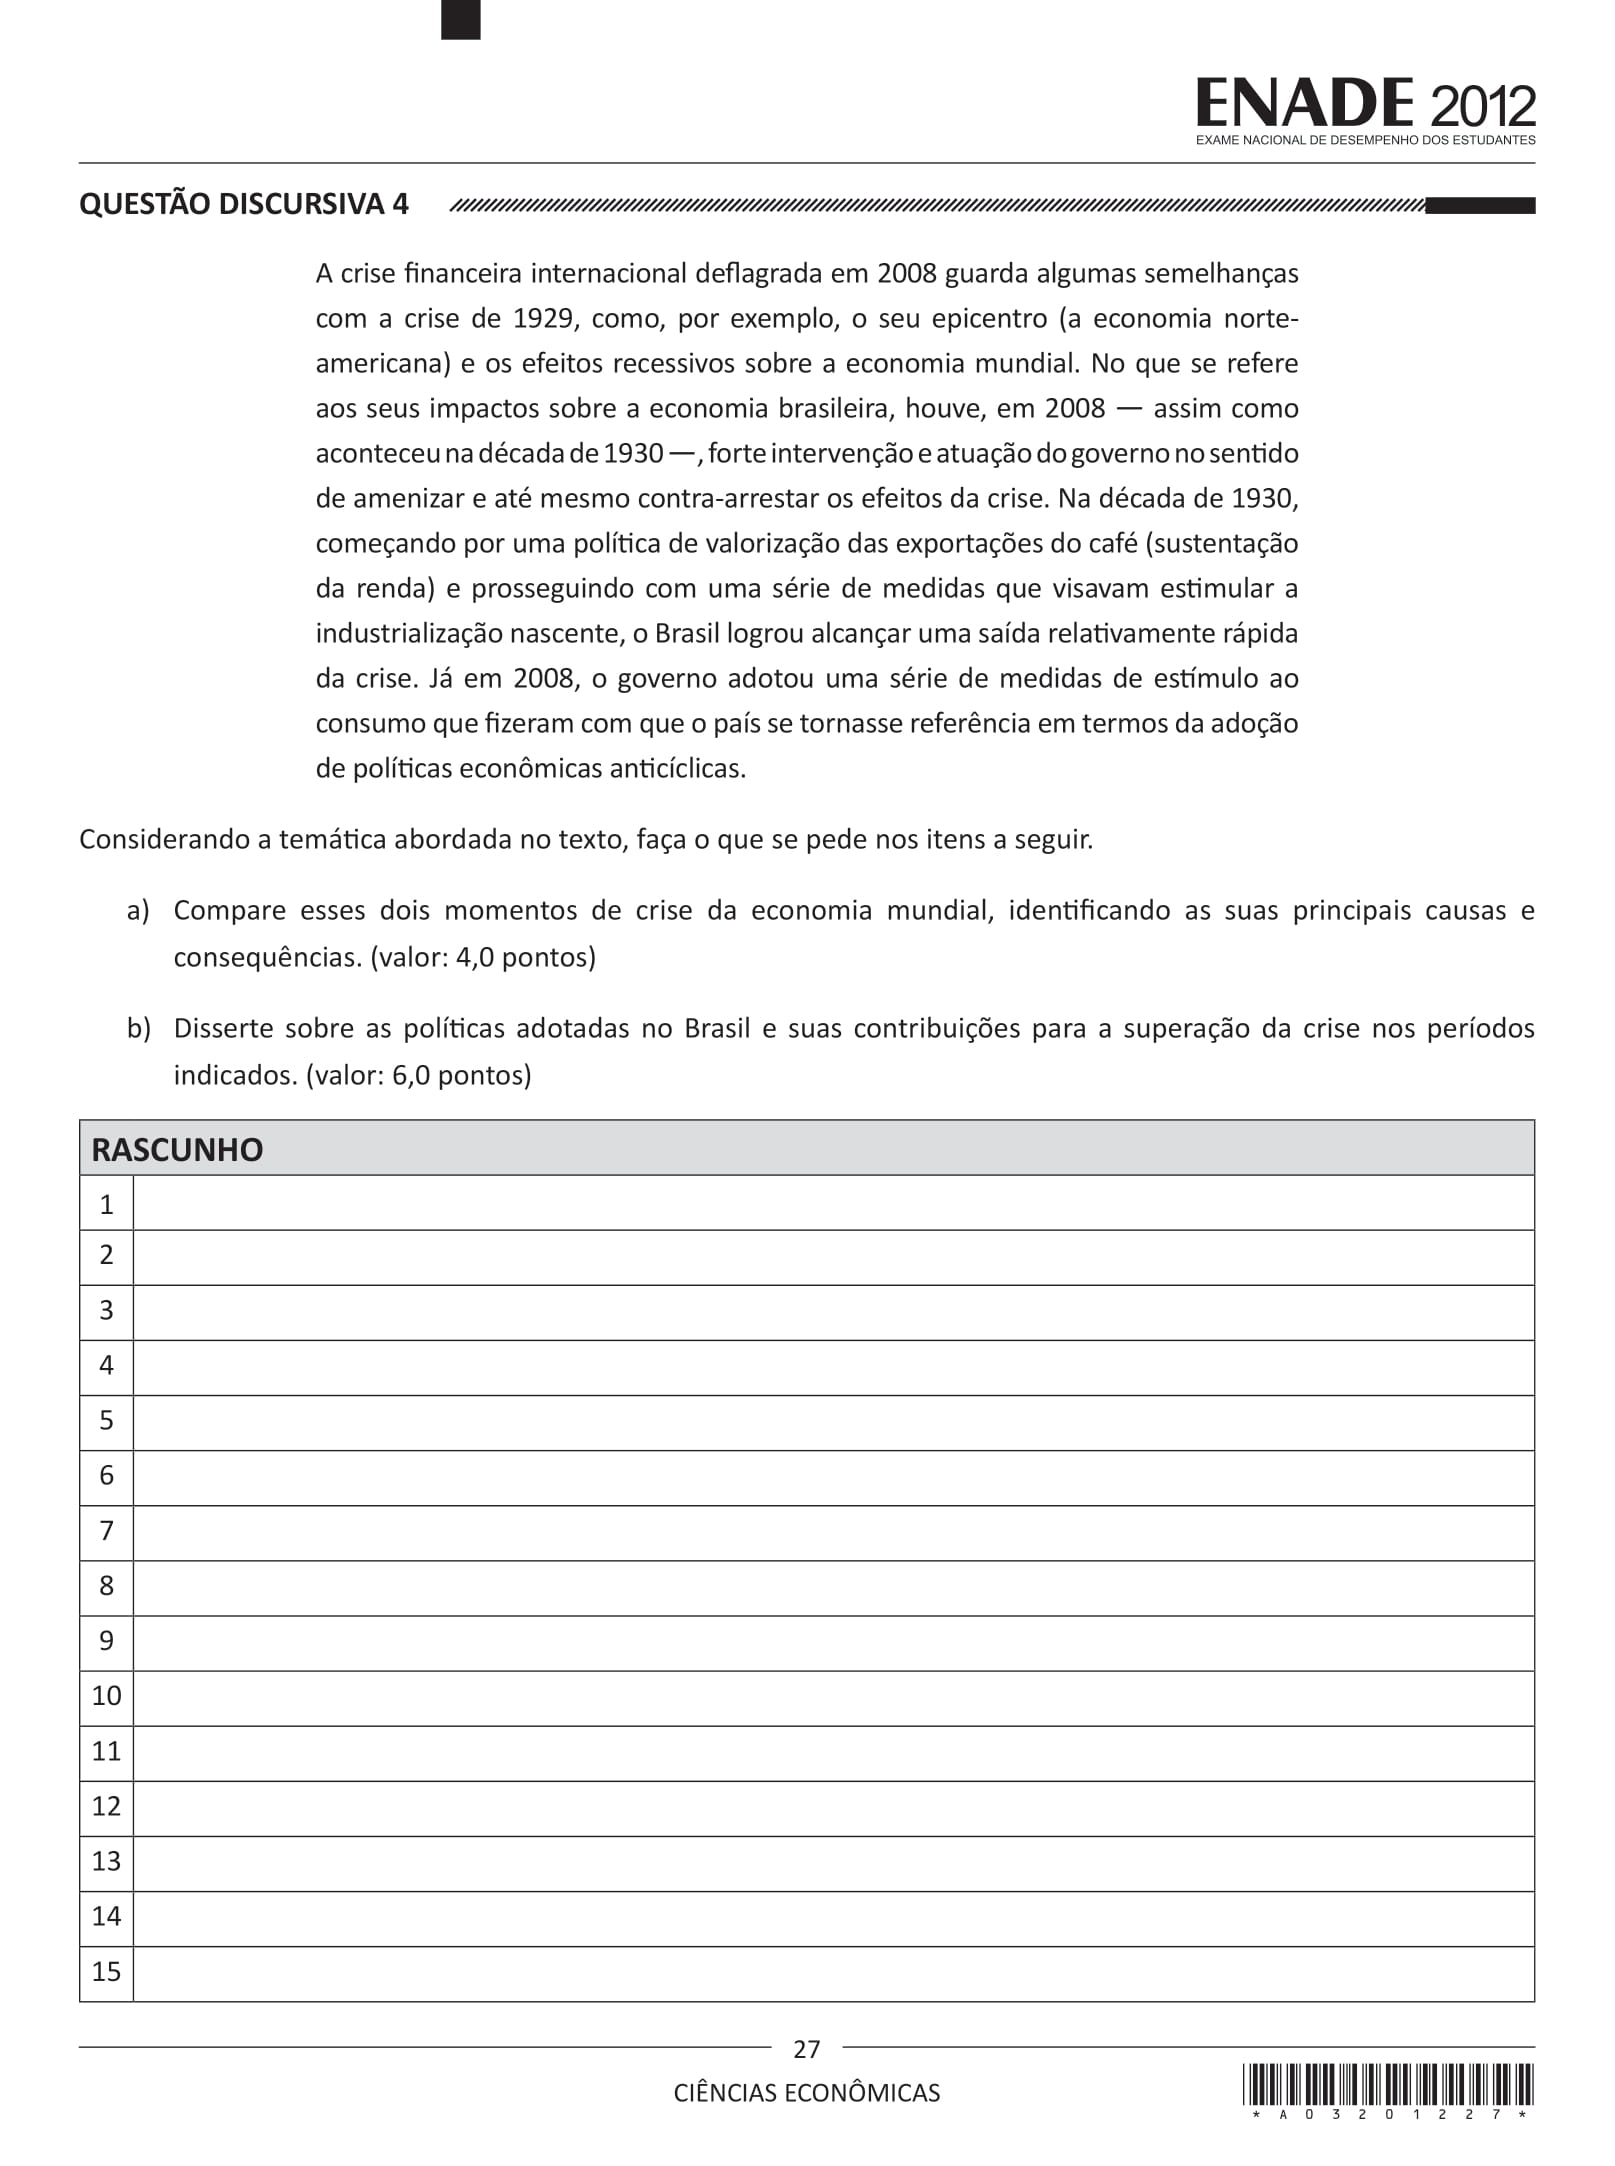 ENADE 2012
EXAME NACIONAL DE DESEMPENHO DOS ESTUDANTES
QUESTÃO DISCURSIVA 4
A crise financeira internacional deflagrada em 2008 guarda algumas semelhanças
com a crise de 1929, como, por exemplo, o seu epicentro (a economia norte-
americana) e os efeitos recessivos sobre a economia mundial. No que se refere
aos seus impactos sobre a economia brasileira, houve, em 2008 — assim como
aconteceu na década de 1930 —, forte intervenção e atuação do governo no sentido
de amenizar e até mesmo contra-arrestar os efeitos da crise. Na década de 1930,
começando por uma política de valorização das exportações do café (sustentação
da renda) e prosseguindo com uma série de medidas que visavam estimular a
industrialização nascente, o Brasil logrou alcançar uma saída relativamente rápida
da crise. Já em 2008, o governo adotou uma série de medidas de estímulo ao
consumo que fizeram com que o país se tornasse referência em termos da adoção
de políticas econômicas anticíclicas.
Considerando a temática abordada no texto, faça o que se pede nos itens a seguir.
a) Compare esses dois momentos de crise da economia mundial, identificando as suas principais causas e
consequências. (valor: 4,0 pontos)
b) Disserte sobre as políticas adotadas no Brasil e suas contribuições para a superação da crise nos períodos
indicados. (valor: 6,0 pontos)
RASCUNHO
1
2
3
4
5
6
7
8
9
10
11
12
13
14
15
27
CIÊNCIAS ECONÔMICAS
* A 0 3 2 0 1 2 2 7 *